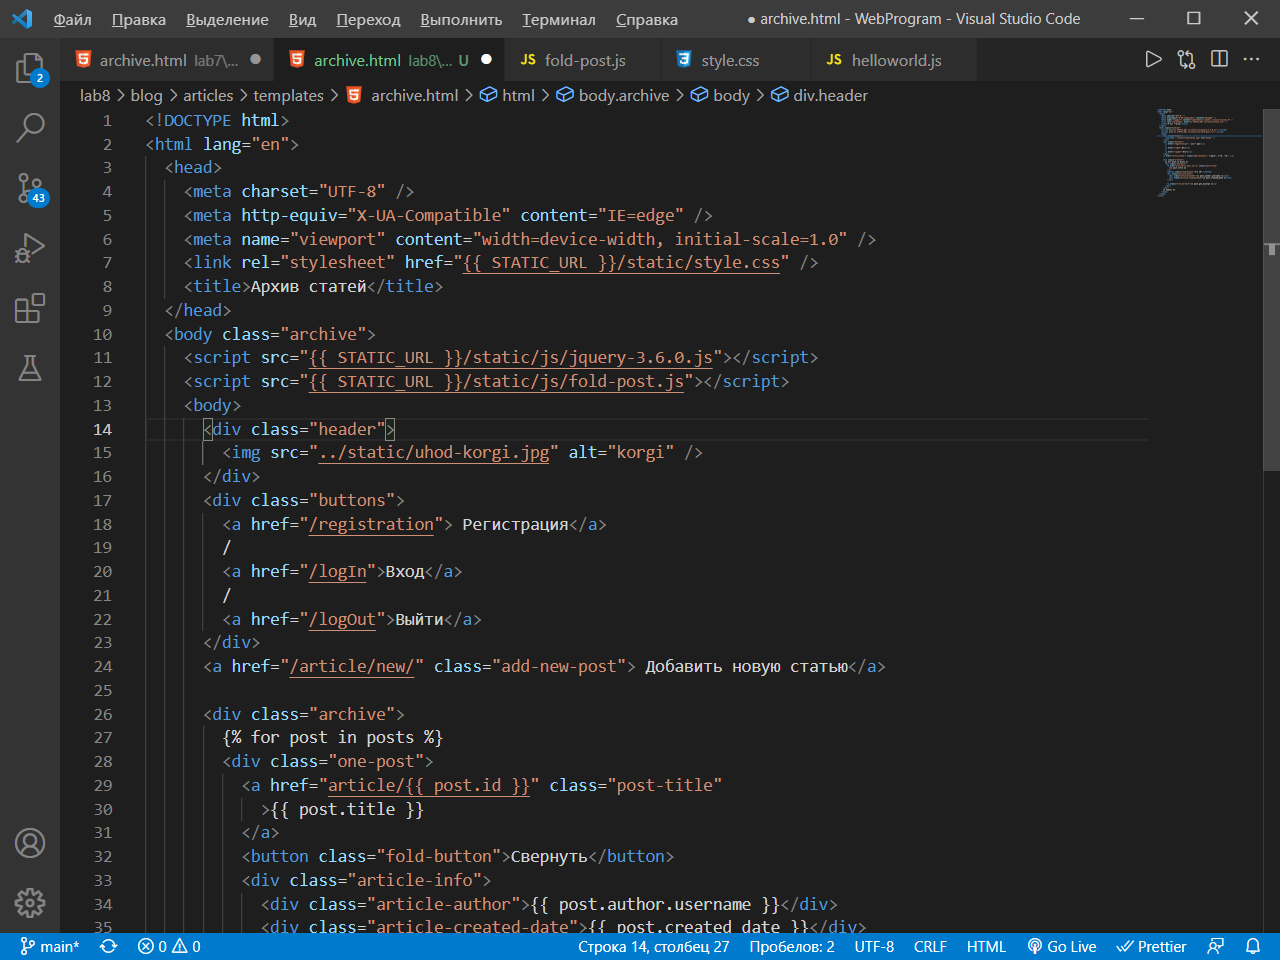 Файл Правка Выделение Вид Переход Выполнить Терминал Справка ● archive.html - WebProgram - Visual Studio Code
archive.html lab7\... archive.html lab8\... U JS fold-post.js style.css JS helloworld.js
lab8 > blog > articles > templates > archive.html > html > body.archive > body > div.header
2
43
1 <!DOCTYPE html>
2 <html lang="en">
3 <head>
4 <meta charset="UTF-8" />
5 <meta http-equiv="X-UA-Compatible" content="IE=edge" />
6 <meta name="viewport" content="width=device-width, initial-scale=1.0" />
7 <link rel="stylesheet" href="{{ STATIC_URL }}/static/style.css" />
8 <title>Архив статей</title>
9 </head>
10 <body class="archive">
11 <script src="{{ STATIC_URL }}/static/js/jquery-3.6.0.js"></script>
12 <script src="{{ STATIC_URL }}/static/js/fold-post.js"></script>
13 <body>
14 <div class="header">
15 <img src="../static/uhod-korgi.jpg" alt="korgi" />
16 </div>
17 <div class="buttons">
18 <a href="/registration"> Регистрация</a>
19 /
20 <a href="/logIn">Вход</a>
21 /
22 <a href="/logOut">Выйти</a>
23 </div>
24 <a href="/article/new/" class="add-new-post"> Добавить новую статью</a>
25
26 <div class="archive">
27 {% for post in posts %}
28 <div class="one-post">
29 <a href="article/{{ post.id }}" class="post-title"
30 >{{ post.title }}
31 </a>
32 <button class="fold-button">Свернуть</button>
33 <div class="article-info">
34 <div class="article-author">{{ post.author.username }}</div>
35 <div class="article-created-date">{{ post.created_date }}</div>
main* 0 0 Строка 14, столбец 27 Пробелов: 2 UTF-8 CRLF HTML Go Live Prettier